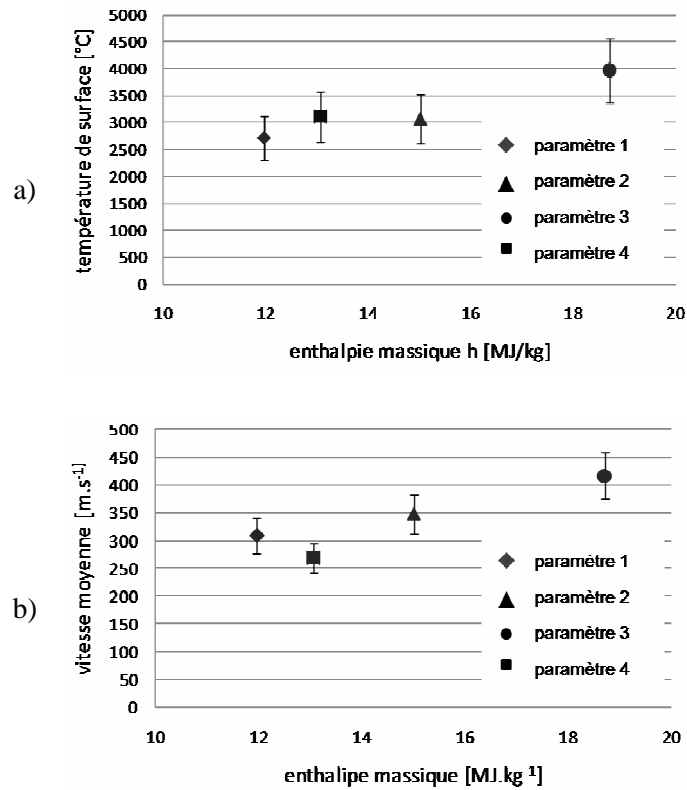 a)
température de surface [°C]
5000
4500
4000
3500
3000
2500
2000
1500
1000
500
0
10
12
14
16
18
20
enthalpie massique h [MJ/kg]
paramètre 1
paramètre 2
paramètre 3
paramètre 4
b)
vitesse moyenne [m.s-1]
500
450
400
350
300
250
200
150
100
50
0
10
12
14
16
18
20
enthalipe massique [MJ.kg 1]
paramètre 1
paramètre 2
paramètre 3
paramètre 4